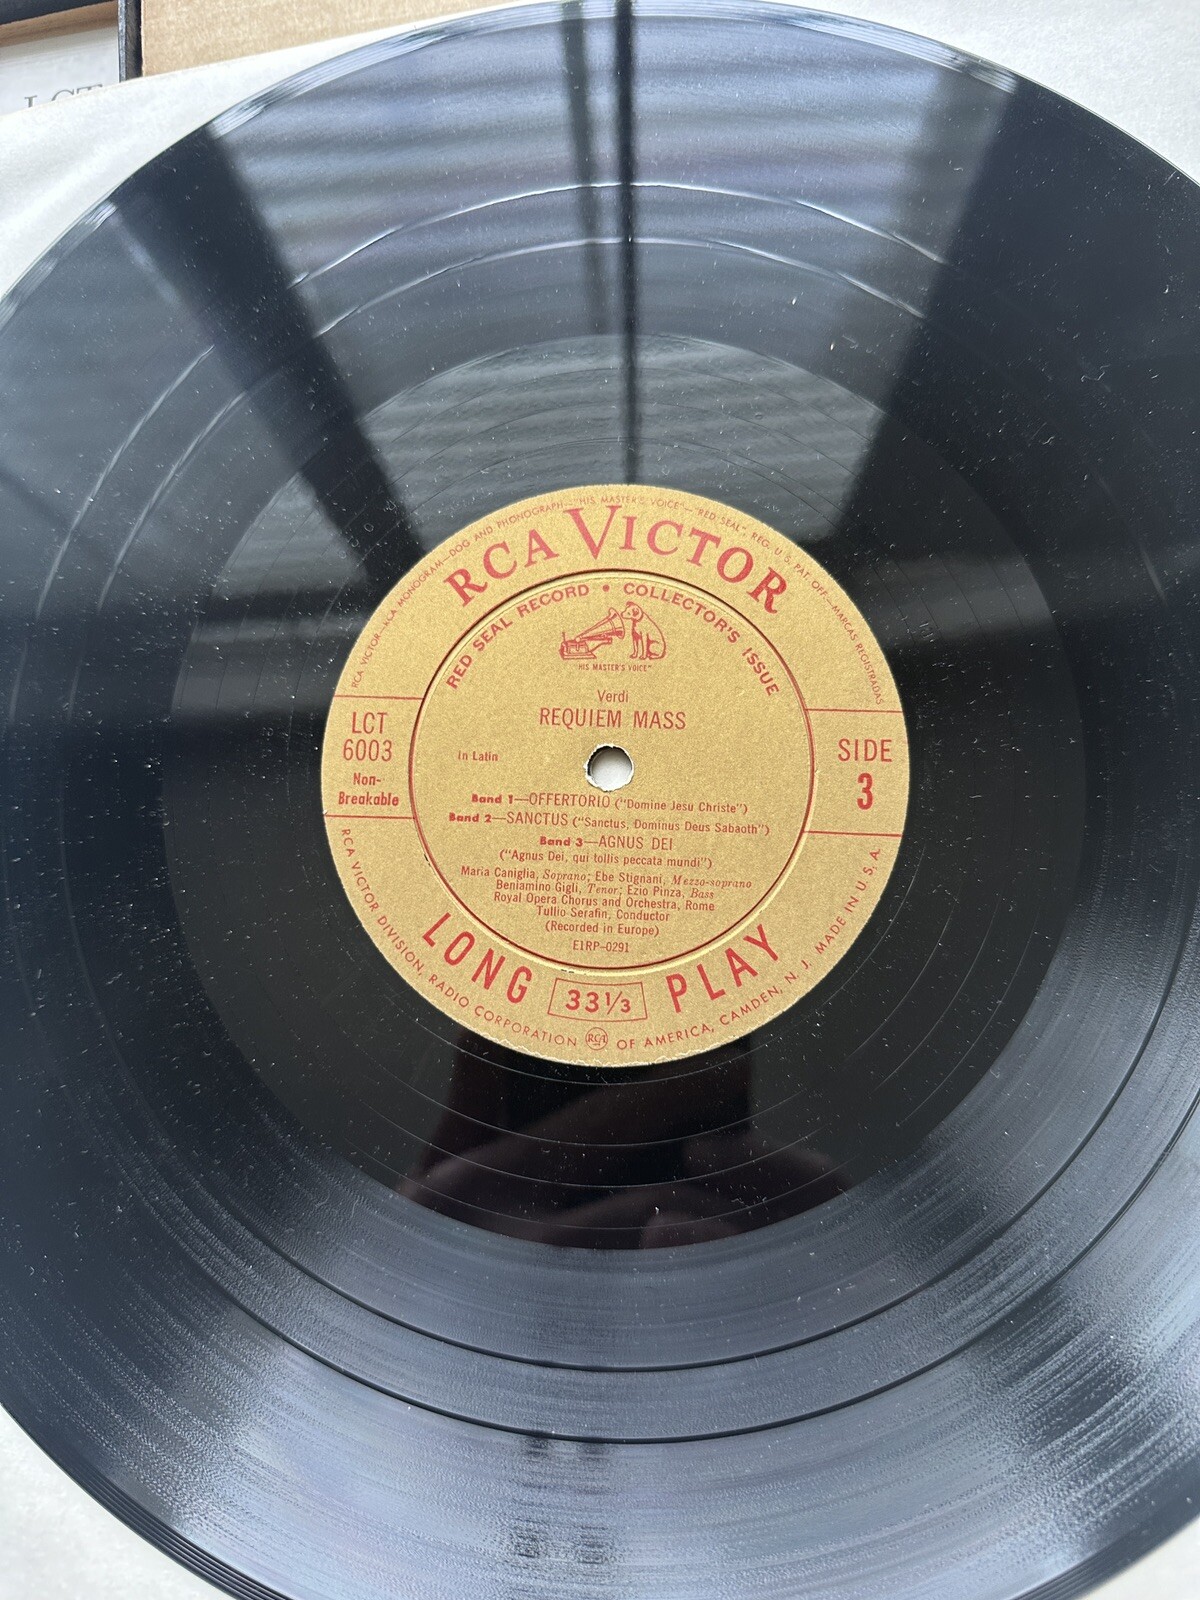 LCT
RCA VICTOR—RCA MONOGRAM—DOG AND PHONOGRAPH—"HIS MASTER'S VOICE"—"RED SEAL", REG. U. S. PAT. OFF.—MARCAS REGISTRADAS
RCA VICTOR
RED SEAL RECORD • COLLECTOR'S ISSUE
"HIS MASTER'S VOICE"
Verdi
REQUIEM MASS
LCT
6003
Non-
Breakable
In Latin
SIDE
3
Band 1—OFFERTORIO ("Domine Jesu Christe")
Band 2—SANCTUS ("Sanctus, Dominus Deus Sabaoth")
Band 3—AGNUS DEI
("Agnus Dei, qui tollis peccata mundi")
Maria Caniglia, Soprano; Ebe Stignani, Mezzo-soprano
Beniamino Gigli, Tenor; Ezio Pinza, Bass
Royal Opera Chorus and Orchestra, Rome
Tullio Serafin, Conductor
(Recorded in Europe)
E1RP-0291
LONG 33 1/3 PLAY
RCA VICTOR DIVISION, RADIO CORPORATION RCA OF AMERICA, CAMDEN, N. J. MADE IN U. S. A.